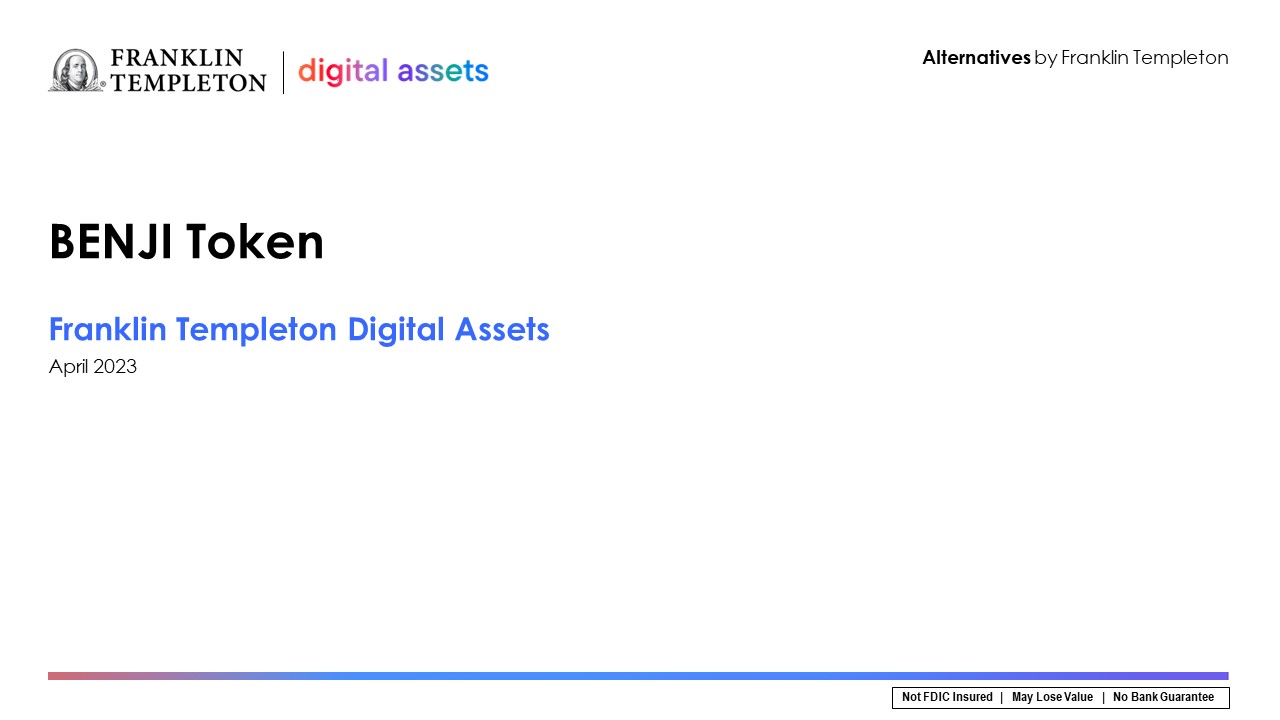 FRANKLIN
TEMPLETON
digital assets
Alternatives by Franklin Templeton
BENJI Token
Franklin Templeton Digital Assets
April 2023
Not FDIC Insured | May Lose Value | No Bank Guarantee